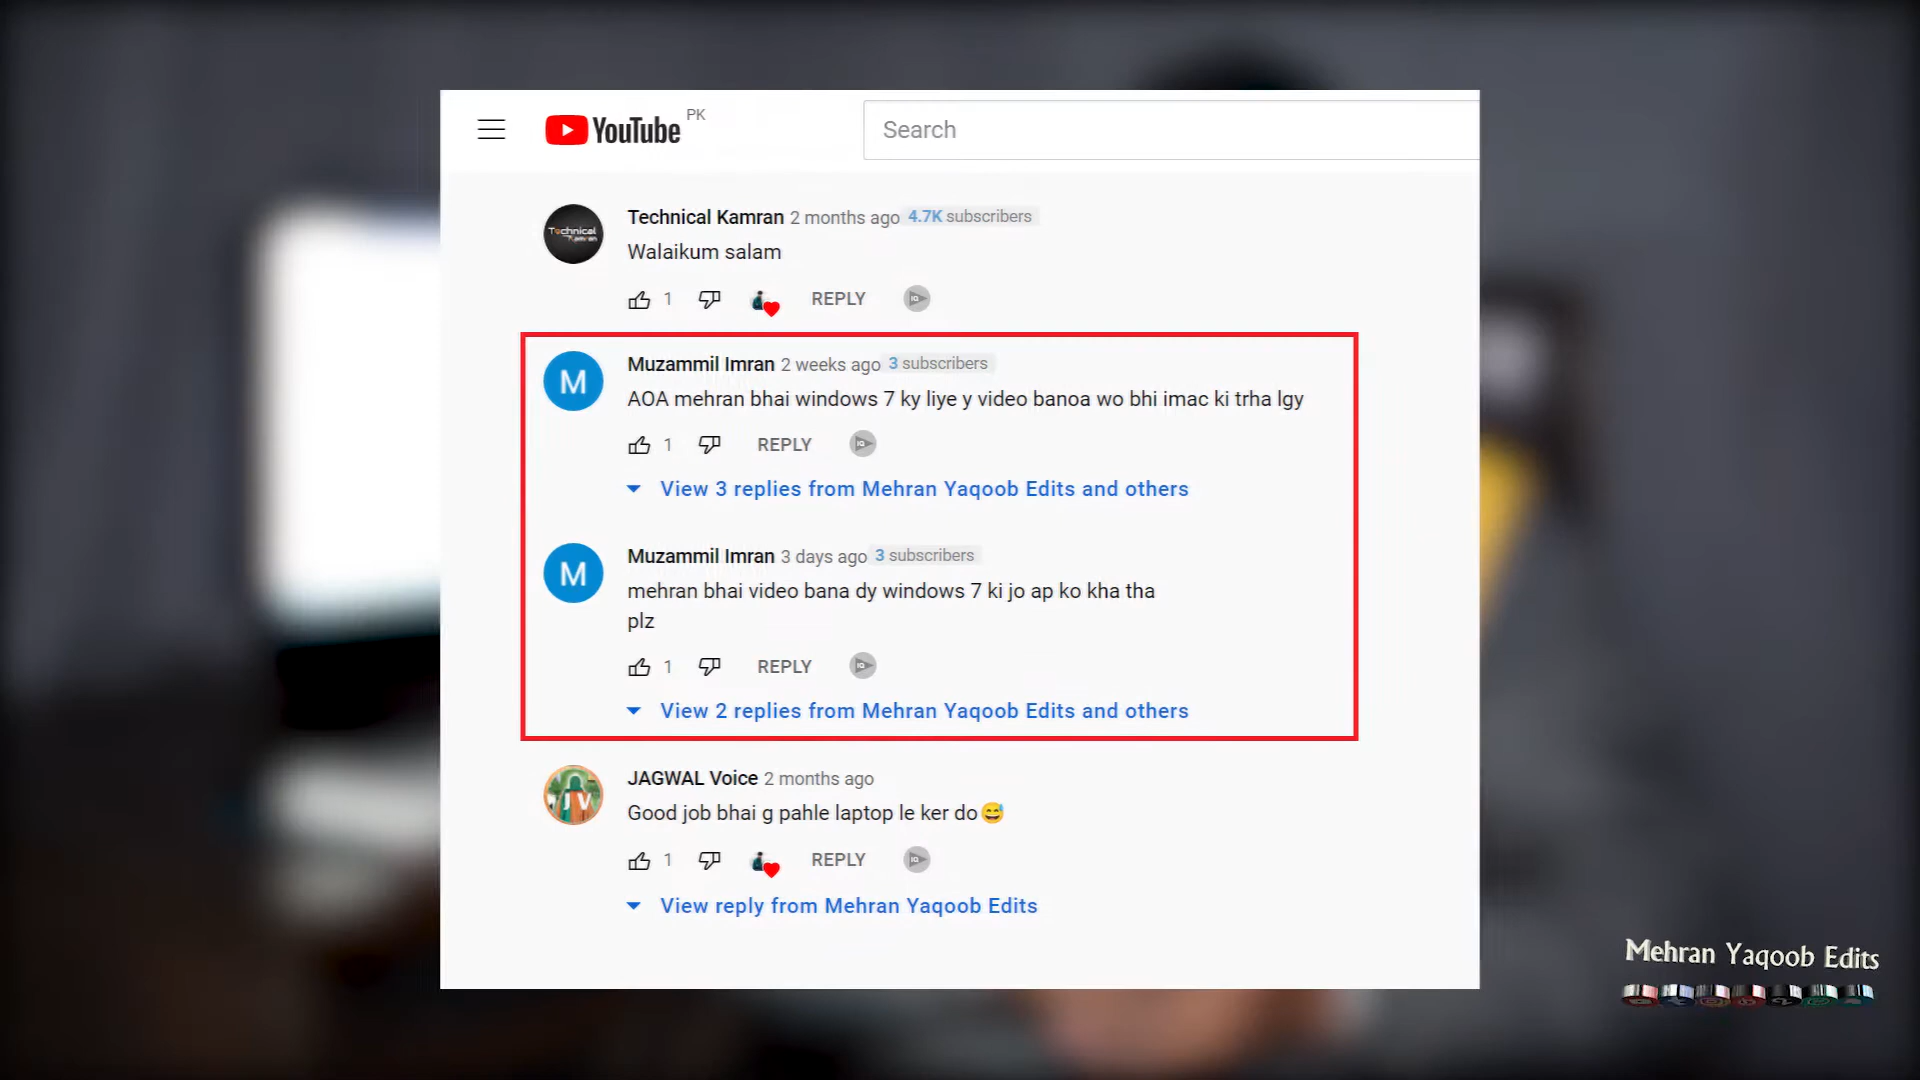 YouTube PK
Search
Technical Kamran 2 months ago 4.7K subscribers
Walaikum salam
1 REPLY
Muzammil Imran 2 weeks ago 3 subscribers
AOA mehran bhai windows 7 ky liye y video banoa wo bhi imac ki trha lgy
1 REPLY
View 3 replies from Mehran Yaqoob Edits and others
Muzammil Imran 3 days ago 3 subscribers
mehran bhai video bana dy windows 7 ki jo ap ko kha tha
plz
1 REPLY
View 2 replies from Mehran Yaqoob Edits and others
JAGWAL Voice 2 months ago
Good job bhai g pahle laptop le ker do😅
1 REPLY
View reply from Mehran Yaqoob Edits
Mehran Yaqoob Edits